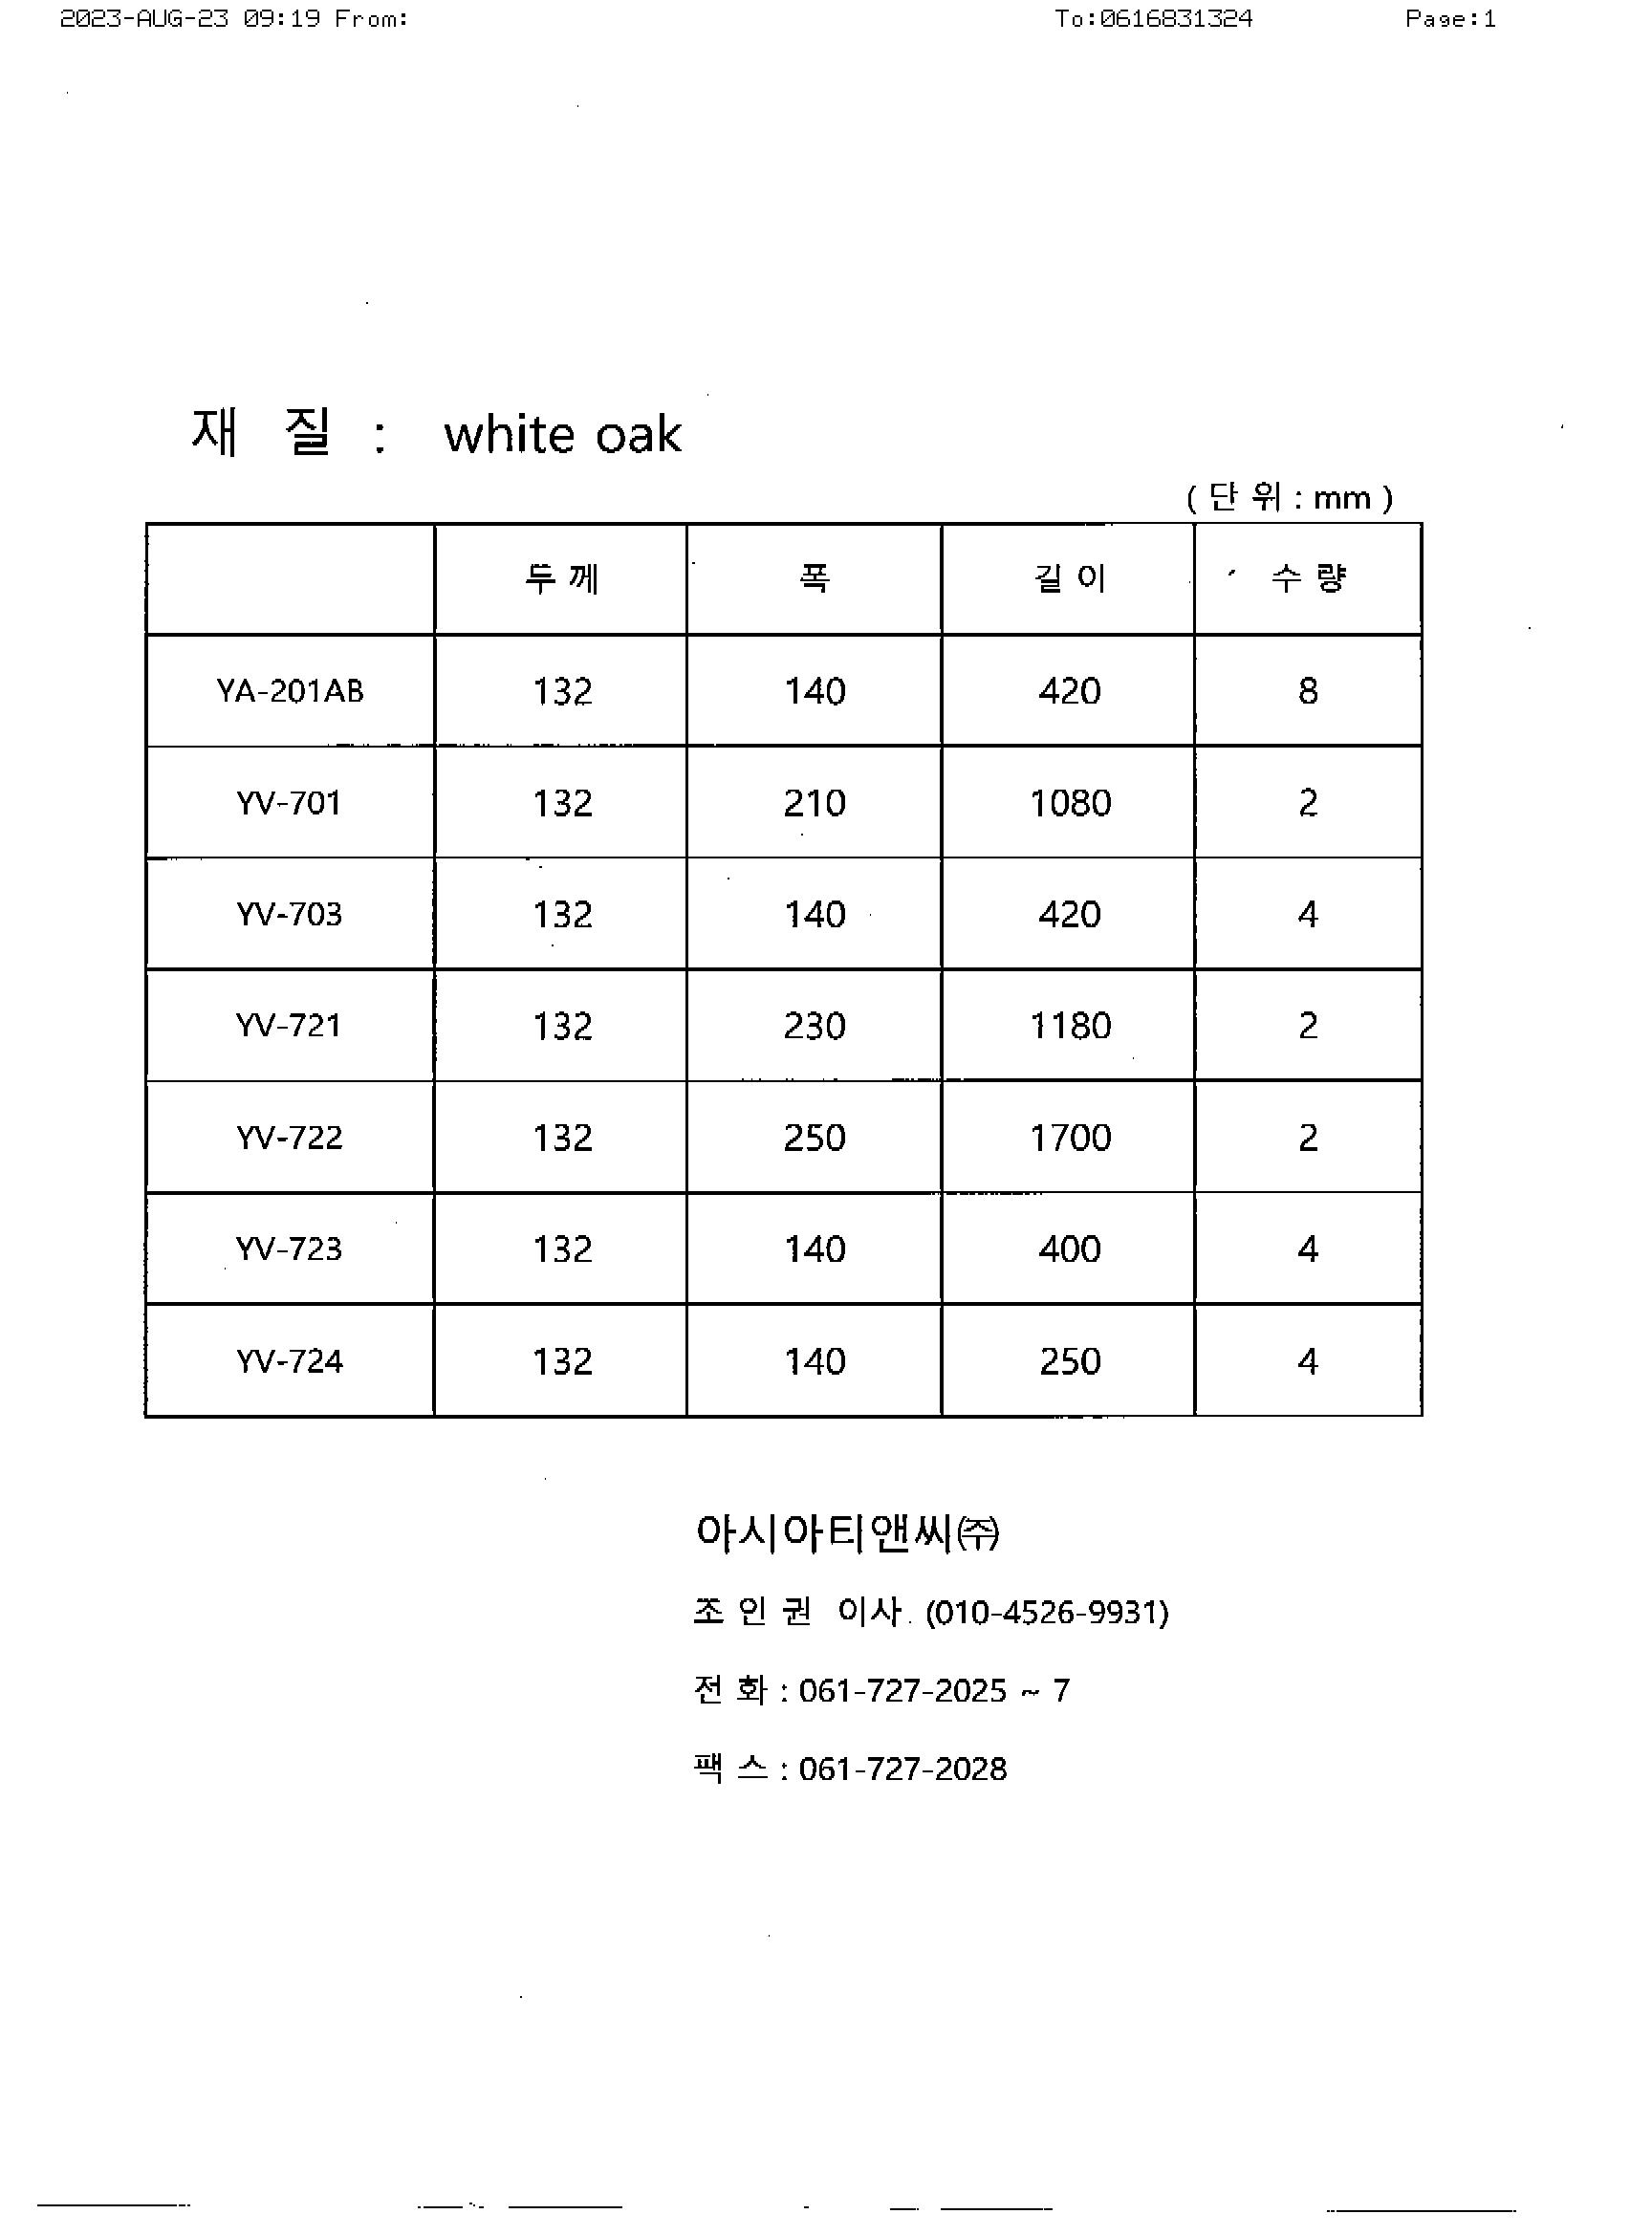 2023-AUG-23 09:19 From: To:0616831324 Page:1
재 질 : white oak
( 단 위 : mm )
두 께 폭 길 이 수 량
YA-201AB 132 140 420 8
YV-701 132 210 1080 2
YV-703 132 140 420 4
YV-721 132 230 1180 2
YV-722 132 250 1700 2
YV-723 132 140 400 4
YV-724 132 140 250 4
아시아티앤씨㈜
조 인 권 이사. (010-4526-9931)
전 화 : 061-727-2025 ~ 7
팩 스 : 061-727-2028